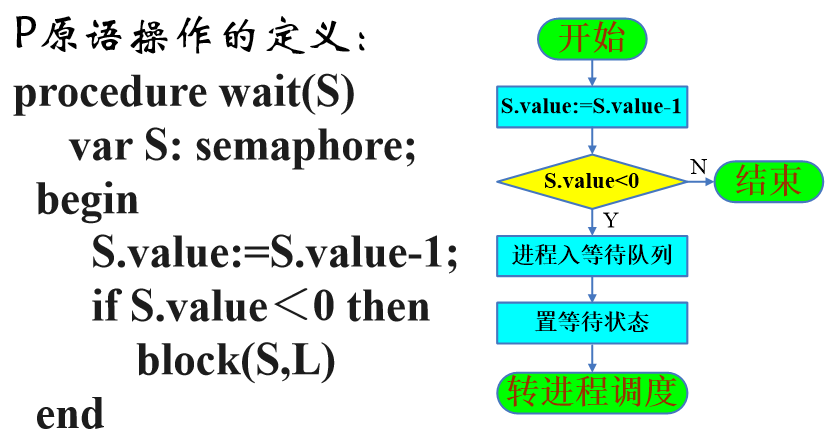 P原语操作的定义：
procedure wait(S)
var S: semaphore;
begin
S.value:=S.value-1;
if S.value＜0 then
block(S,L)
end
开始
S.value:=S.value-1
S.value<0
N
结束
Y
进程入等待队列
置等待状态
转进程调度